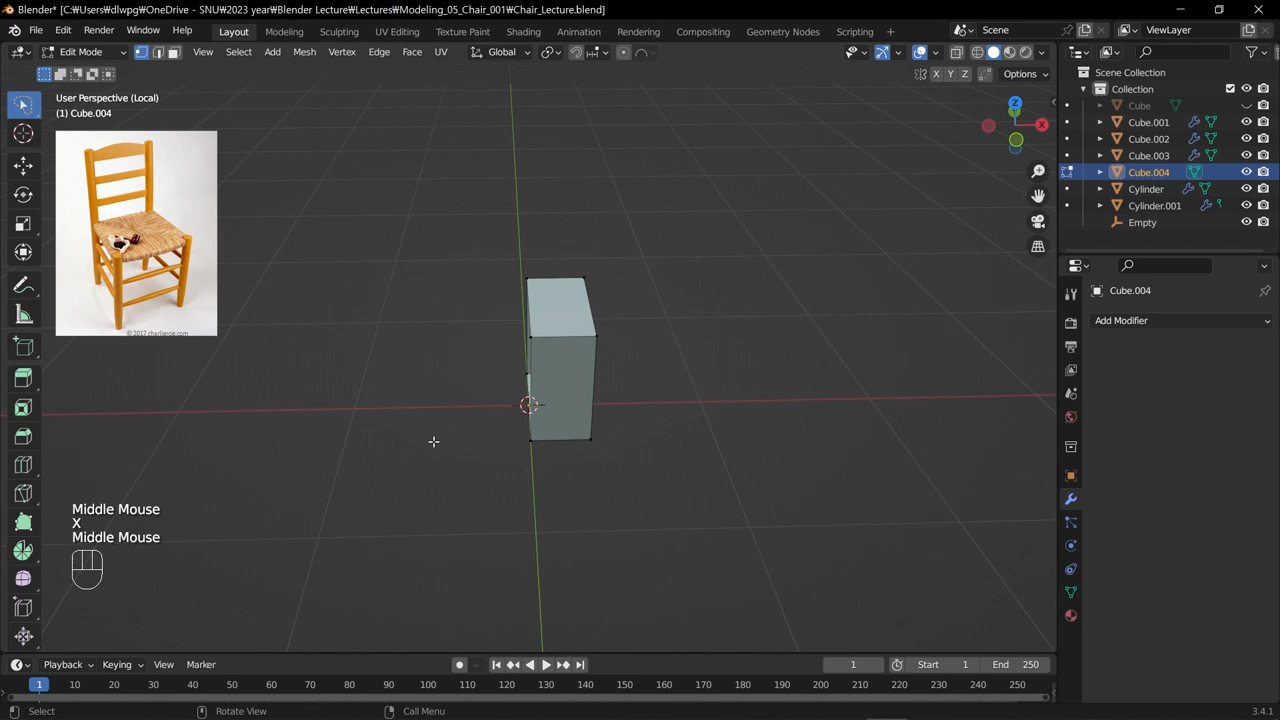 Blender* [C:\Users\dlwpg\OneDrive - SNU₩2023 year₩Blender Lecture₩Lectures₩Modeling_05_Chair_001₩Chair_Lecture.blend]
File Edit Render Window Help Layout Modeling Sculpting UV Editing Texture Paint Shading Animation Rendering Compositing Geometry Nodes Scripting + Scene ViewLayer
Edit Mode View Select Add Mesh Vertex Edge Face UV Global
X Y Z Options
User Perspective (Local)
(1) Cube.004
© 2017 charlieroe.com
Z
X
Scene Collection
Collection
Cube
Cube.001
Cube.002
Cube.003
Cube.004
Cylinder
Cylinder.001
Empty
Cube.004
Add Modifier
Middle Mouse
X
Middle Mouse
Playback Keying View Marker 1 Start 1 End 250
1 10 20 30 40 50 60 70 80 90 100 110 120 130 140 150 160 170 180 190 200 210 220 230 240 250
Select Rotate View Call Menu 3.4.1